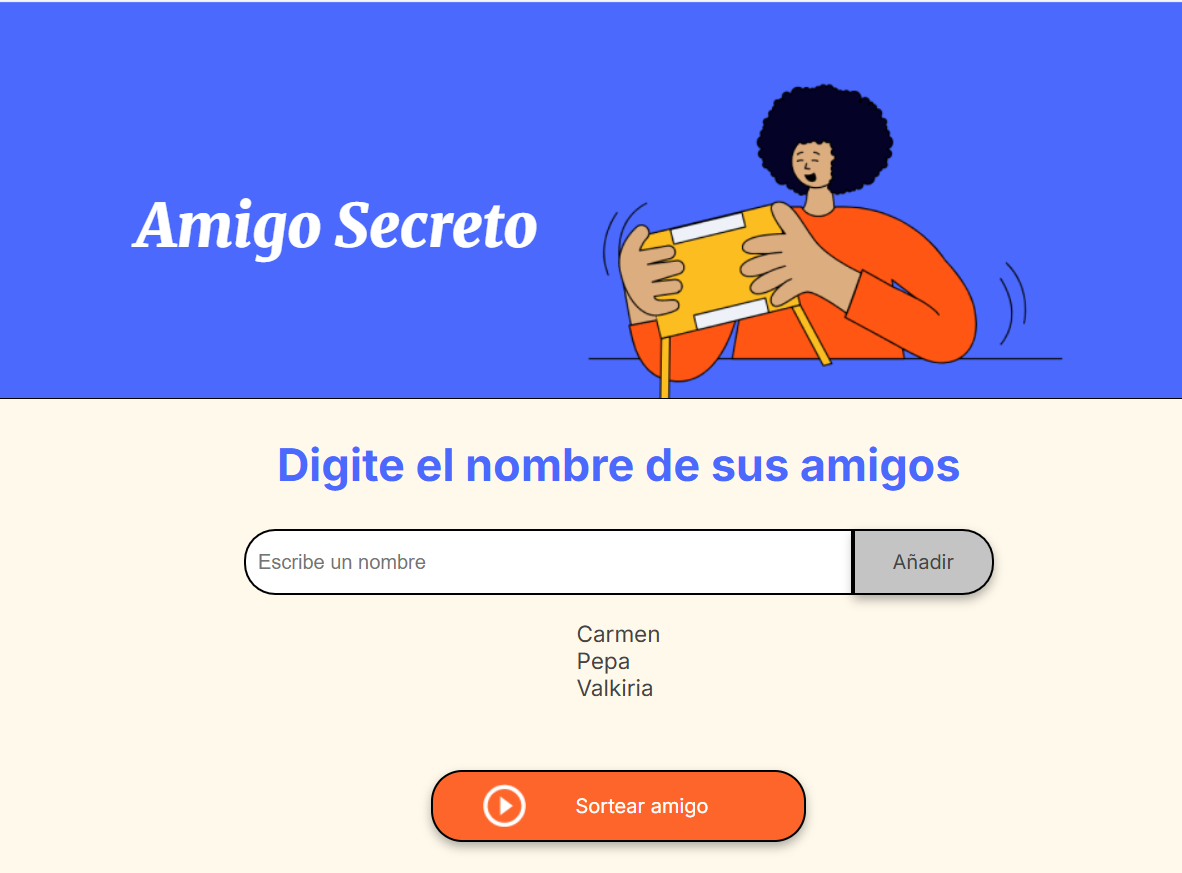 Amigo Secreto
Digite el nombre de sus amigos
Escribe un nombre
Añadir
Carmen
Pepa
Valkiria
Sortear amigo